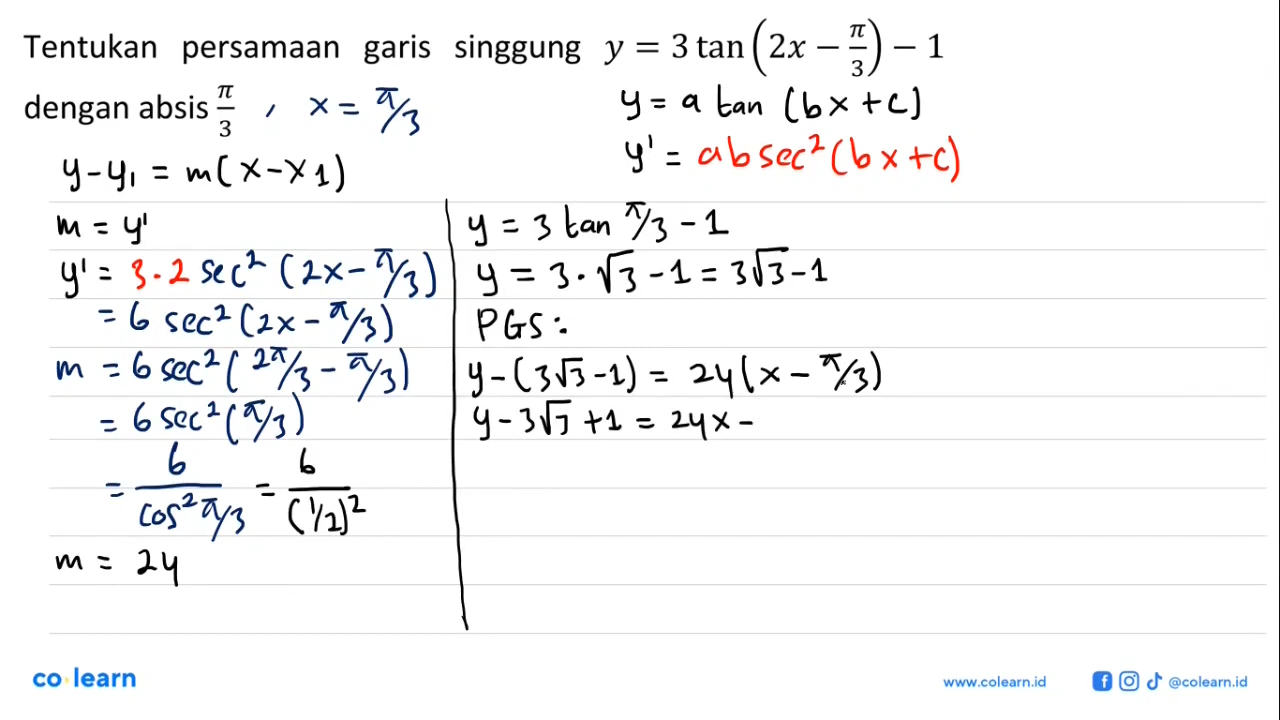 Tentukan persamaan garis singgung y = 3 tan(2x − π/3) − 1
dengan absis π/3 , x = π/3
y = a tan (bx + c)
y' = ab sec² (bx + c)
y − y₁ = m(x − x1)
m = y'
y' = 3 · 2 sec² (2x − π/3)
= 6 sec² (2x − π/3)
m = 6 sec² (2π/3 − π/3)
= 6 sec² (π/3)
= 6/cos² π/3 = 6/(1/2)²
m = 24
y = 3 tan π/3 − 1
y = 3 · √3 − 1 = 3√3 − 1
PGS :
y − (3√3 − 1) = 24(x − π/3)
y − 3√3 + 1 = 24x −
co·learn
www.colearn.id @colearn.id